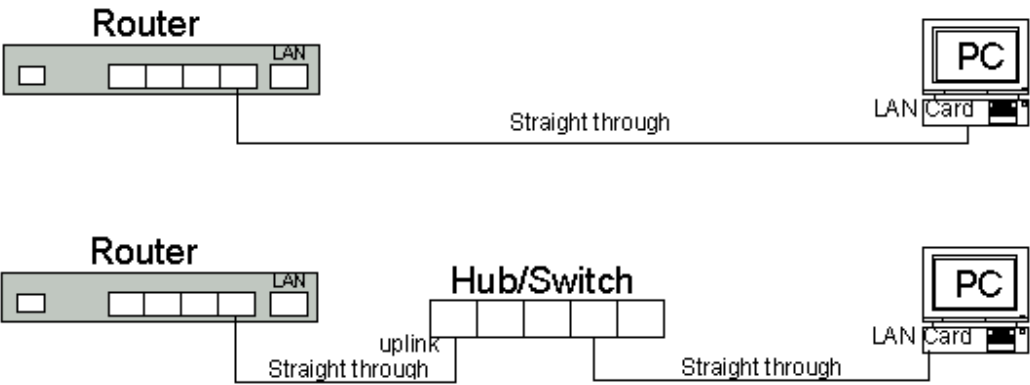 Router
LAN
PC
LAN Card
Straight through
Router
LAN
Hub/Switch
PC
LAN Card
uplink
Straight through
Straight through